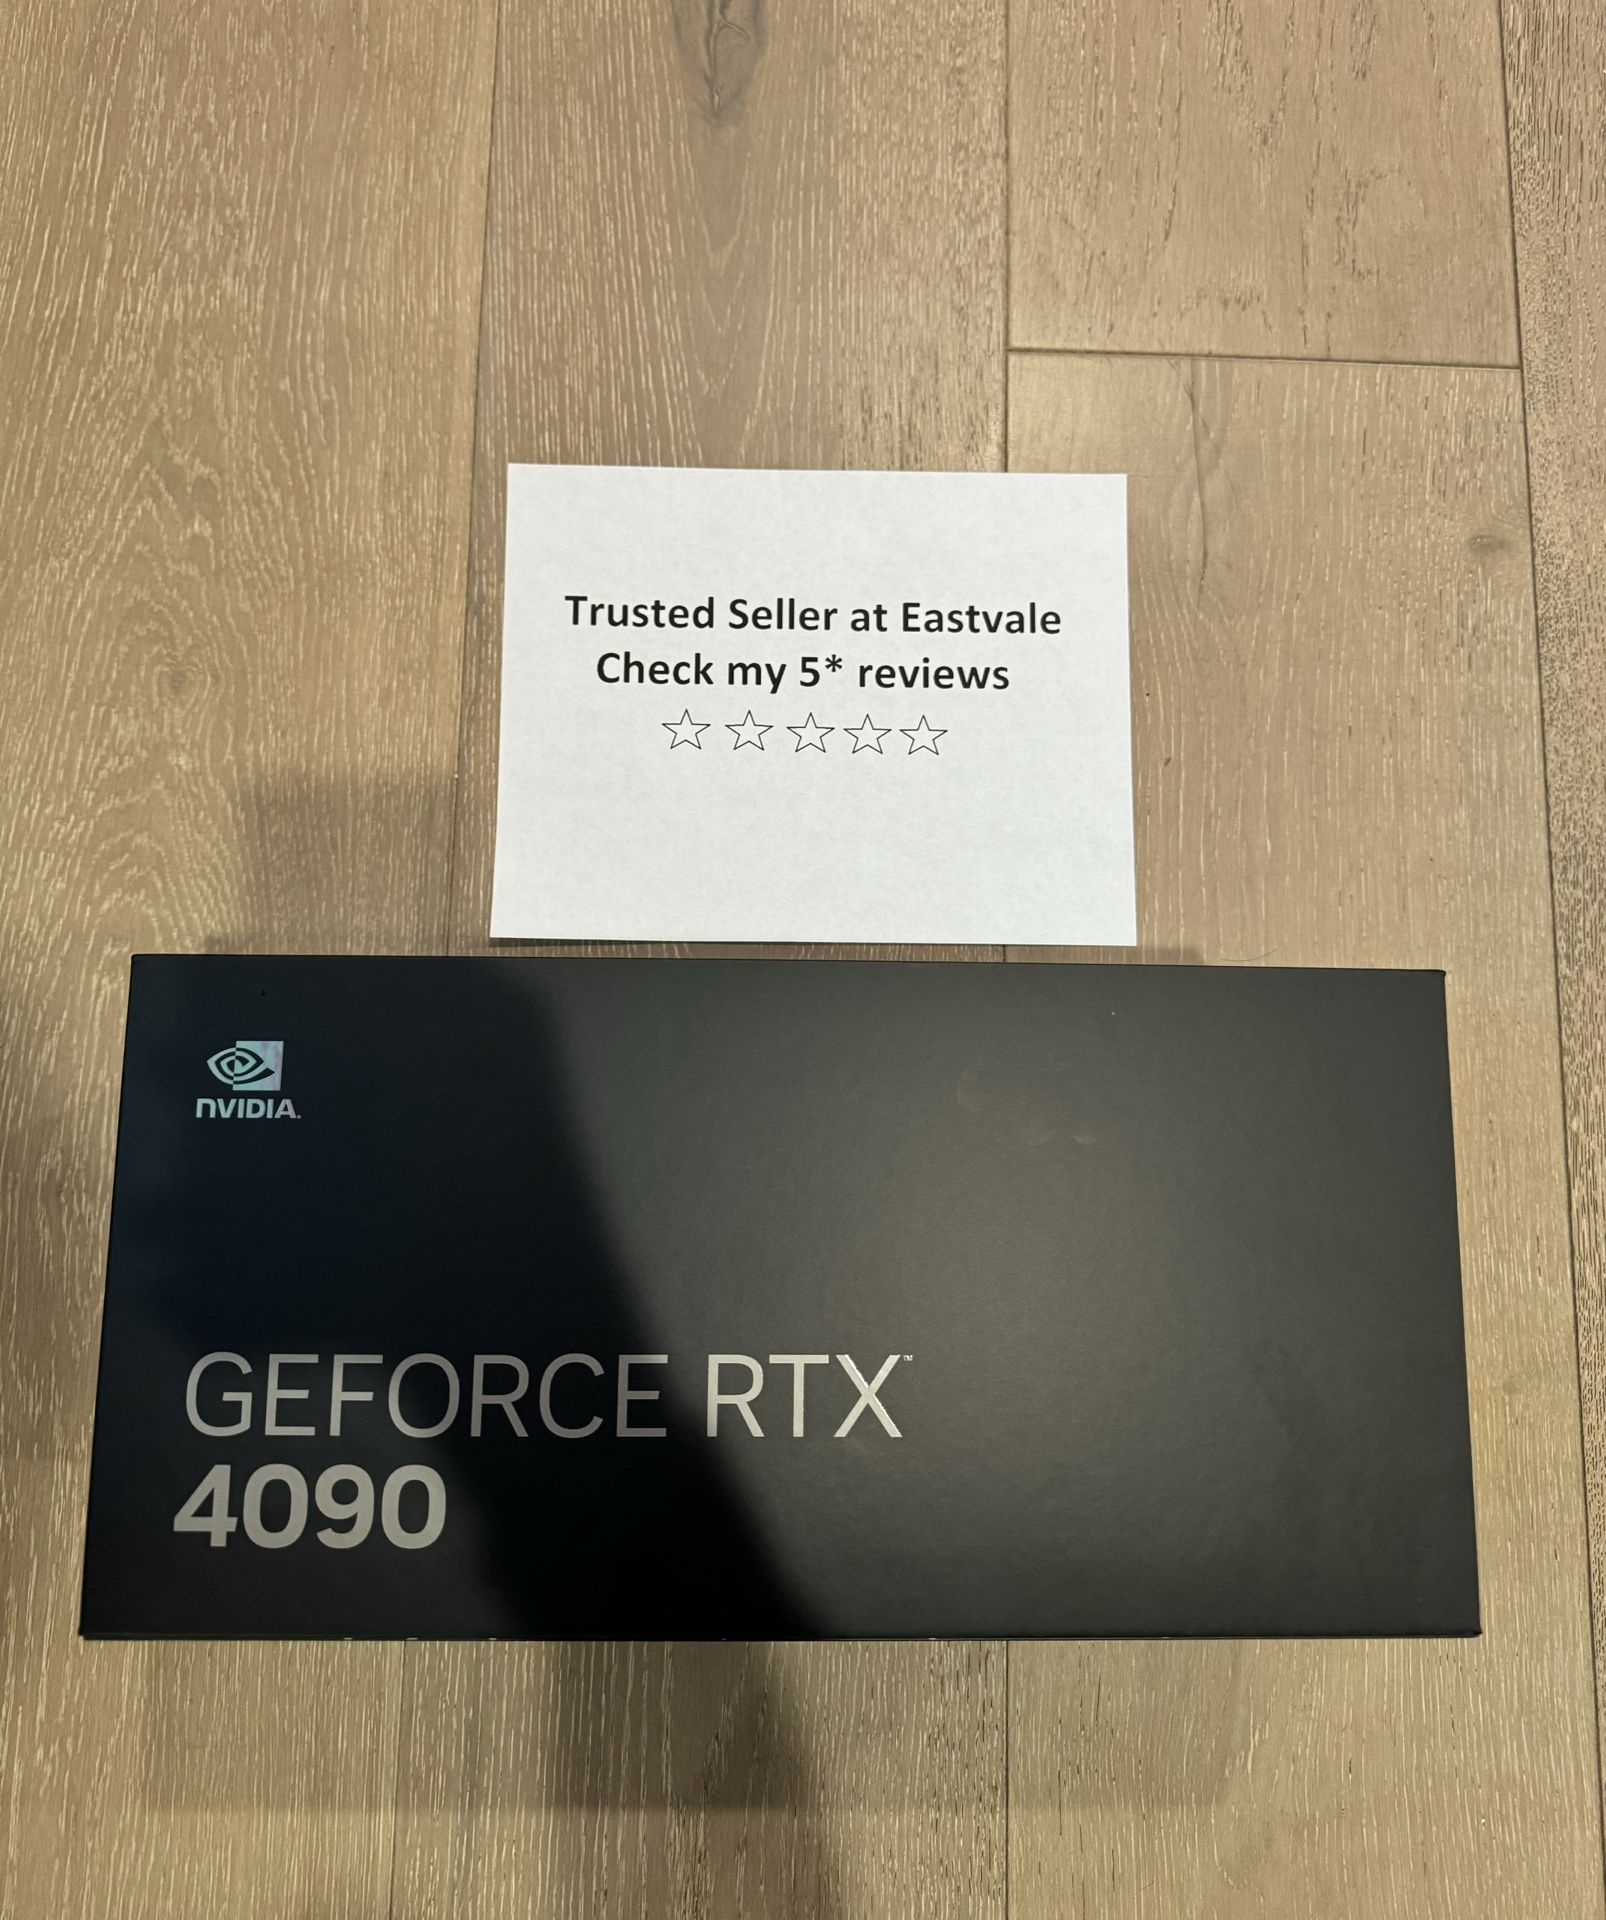 Trusted Seller at Eastvale
Check my 5* reviews
☆ ☆ ☆ ☆ ☆
NVIDIA.
GEFORCE RTX™
4090